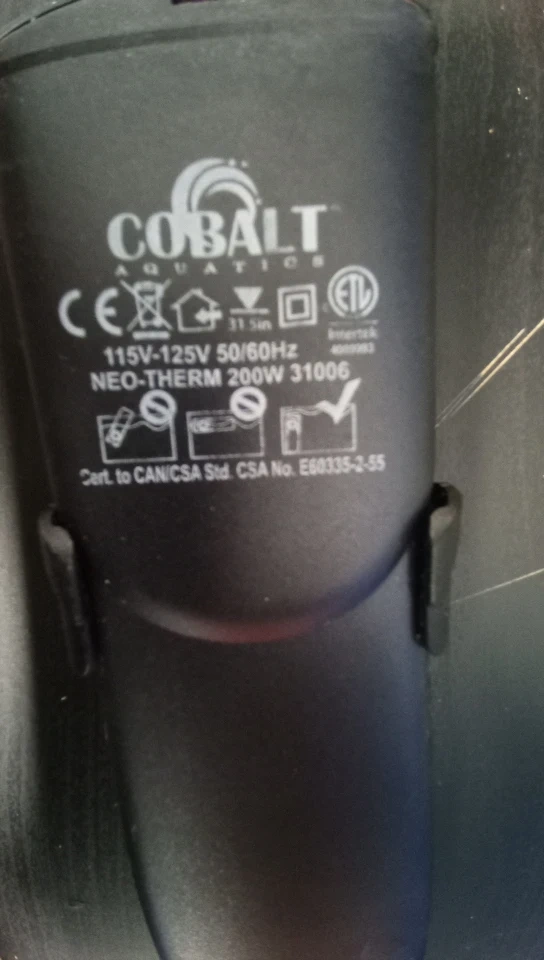 COBALT
AQUATICS
CE 31.5in ETL
Intertek
115V-125V 50/60Hz
NEO-THERM 200W 31006
Cert. to CAN/CSA Std. CSA No. E60335-2-55